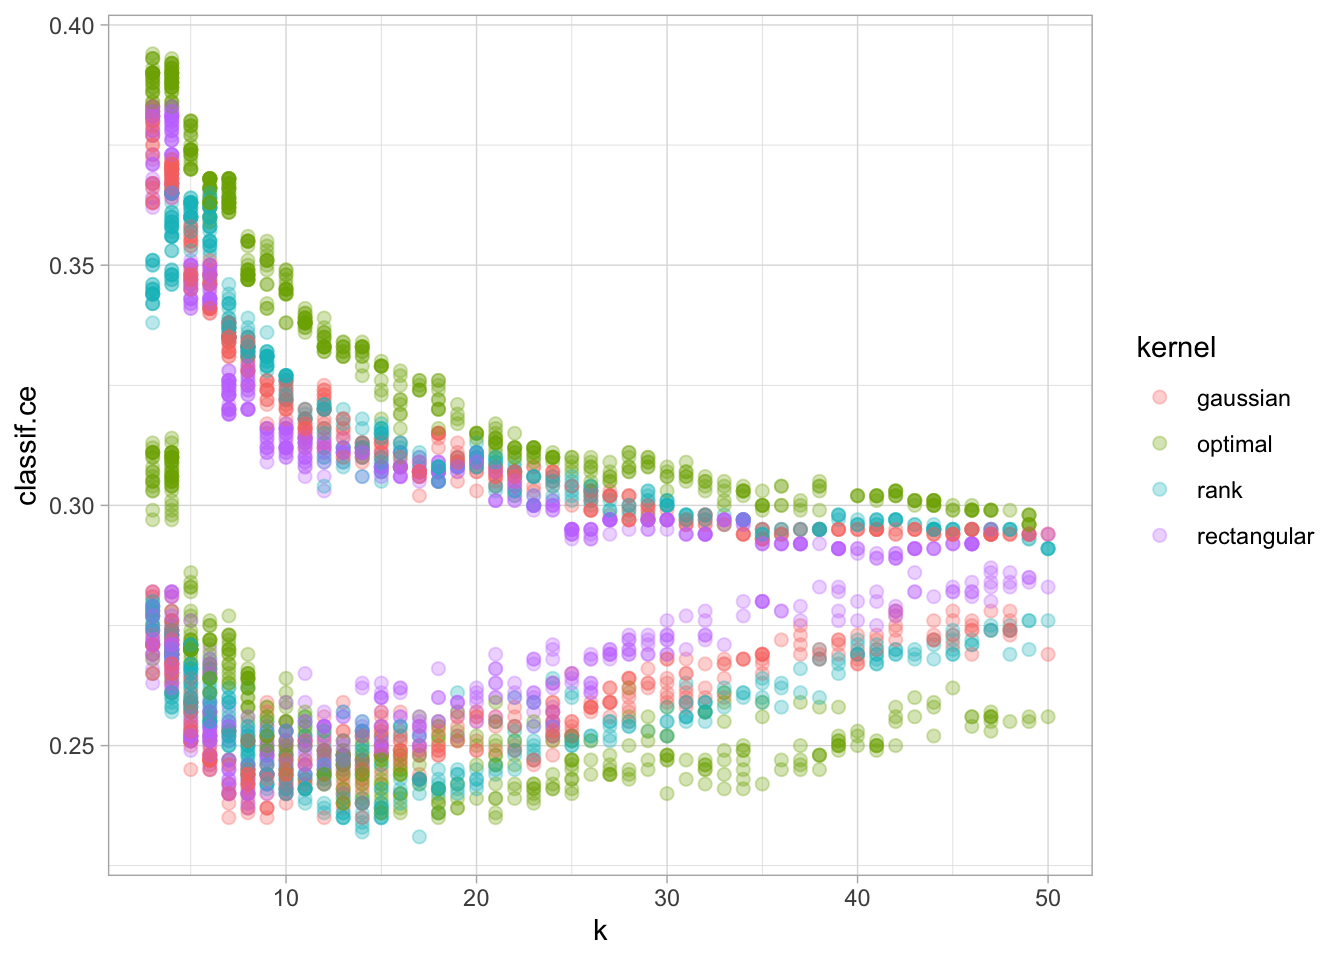 0.40
0.35
0.30
0.25
classif.ce
10 20 30 40 50
k
kernel
gaussian
optimal
rank
rectangular